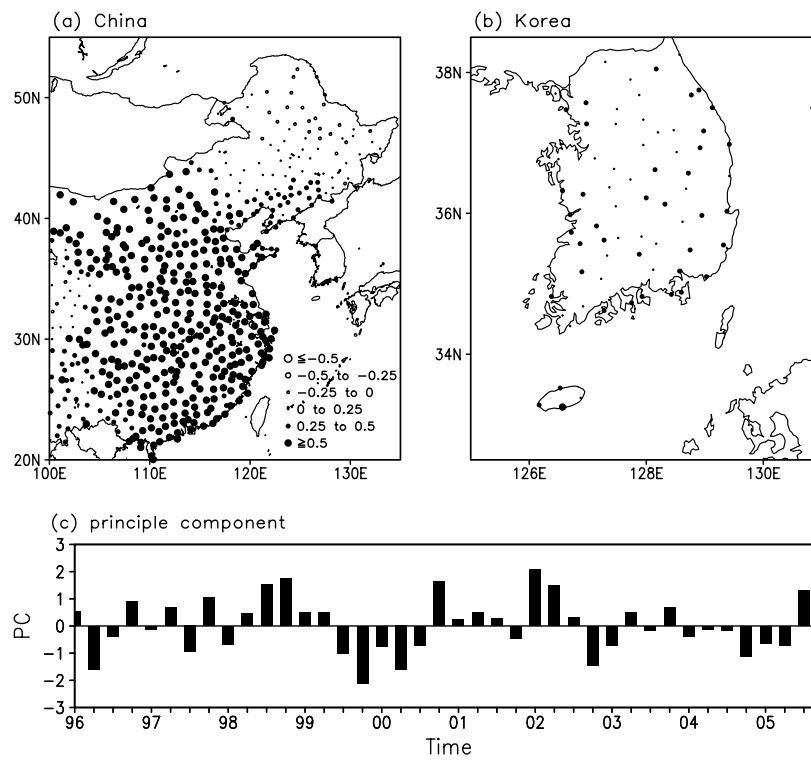 (a) China
(b) Korea
50N
40N
30N
20N
100E
110E
120E
130E
≦−0.5
−0.5 to −0.25
−0.25 to 0
0 to 0.25
0.25 to 0.5
≧0.5
38N
36N
34N
126E
128E
130E
(c) principle component
PC
3
2
1
0
−1
−2
−3
96
97
98
99
00
01
02
03
04
05
Time